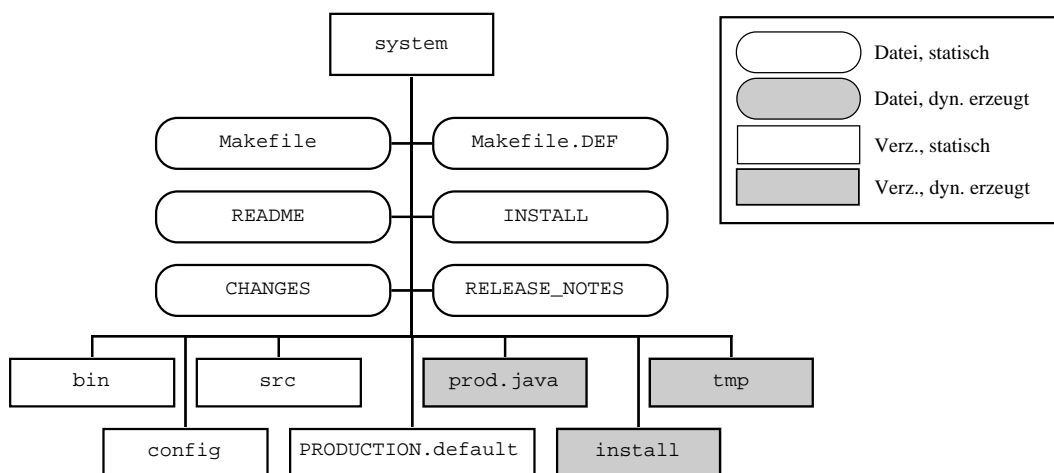 system
Datei, statisch
Datei, dyn. erzeugt
Verz., statisch
Verz., dyn. erzeugt
Makefile
Makefile.DEF
README
INSTALL
CHANGES
RELEASE_NOTES
bin
src
prod.java
tmp
config
PRODUCTION.default
install